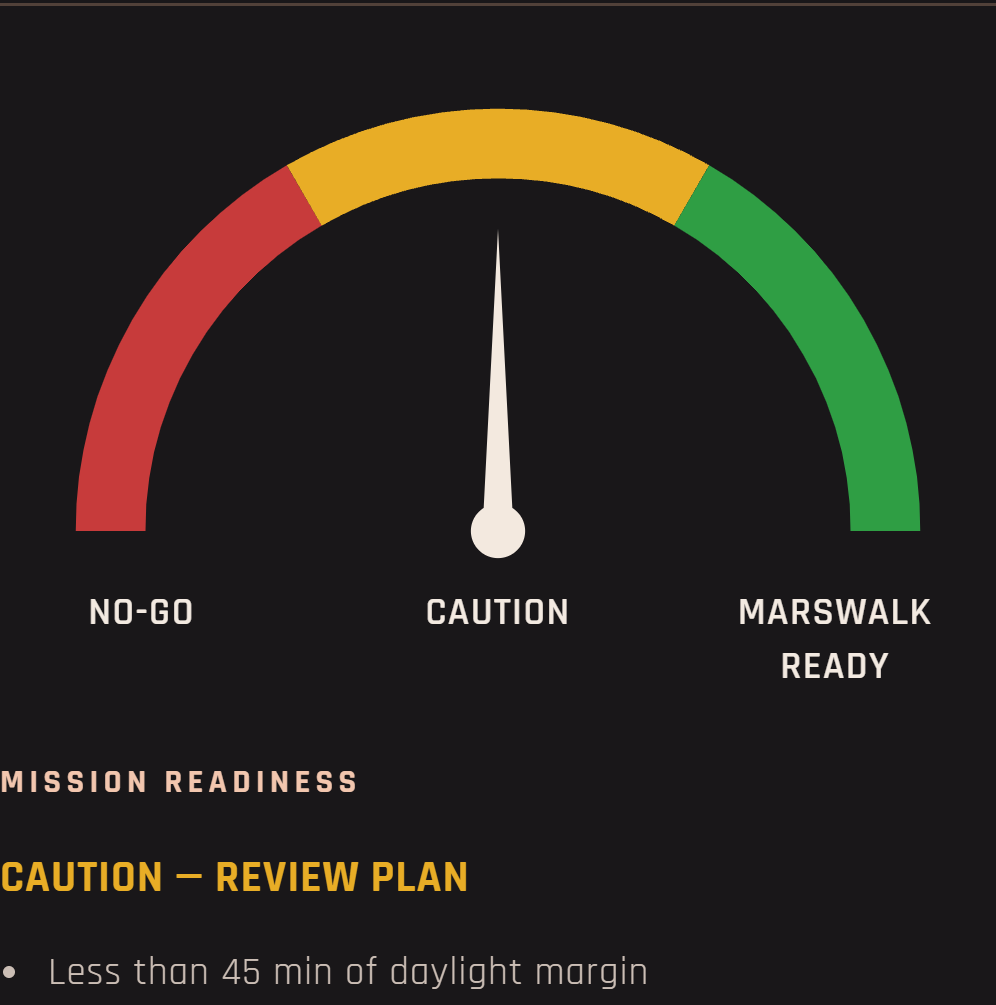 NO-GO
CAUTION
MARSWALK
READY
MISSION READINESS
CAUTION — REVIEW PLAN
• Less than 45 min of daylight margin